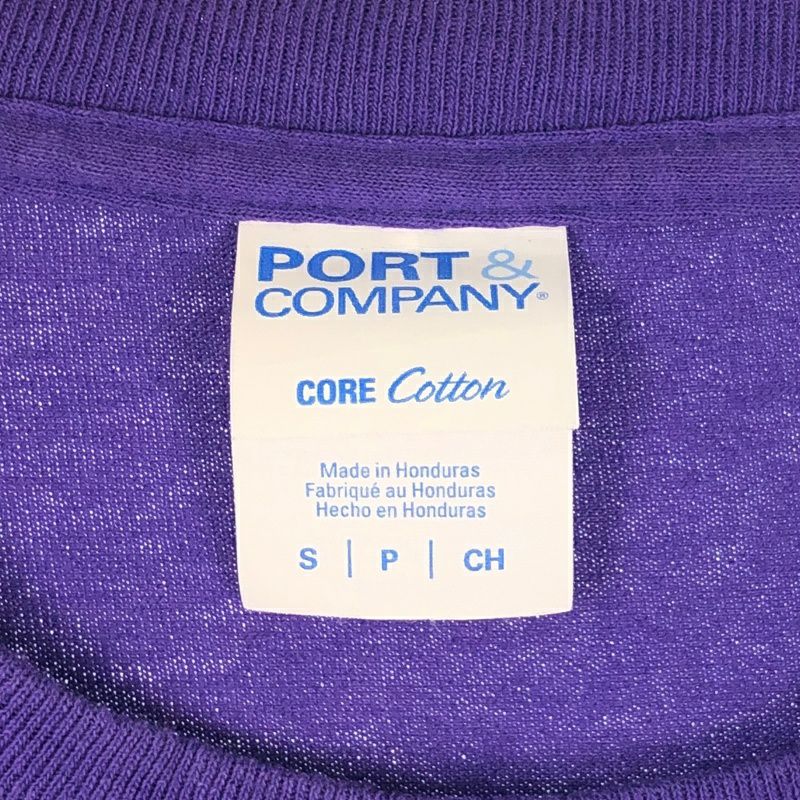 PORT &
COMPANY®
CORE Cotton
Made in Honduras
Fabriqué au Honduras
Hecho en Honduras
S | P | CH